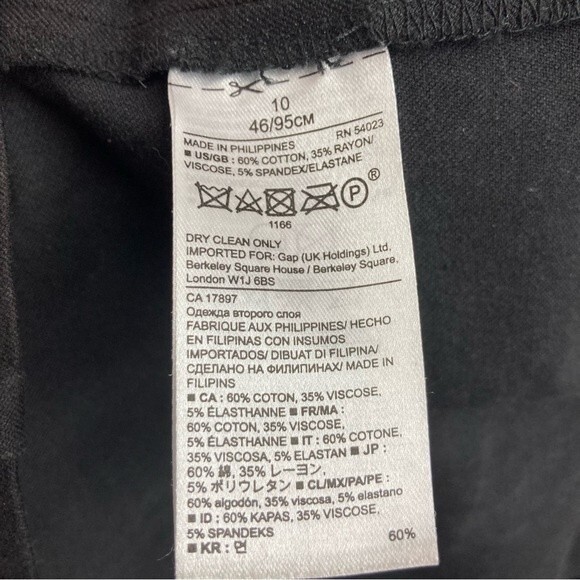 10
46/95CM
MADE IN PHILIPPINES RN 54023
■ US/GB : 60% COTTON, 35% RAYON/
VISCOSE, 5% SPANDEX/ELASTANE
P ®
1166
DRY CLEAN ONLY
IMPORTED FOR: Gap (UK Holdings) Ltd.
Berkeley Square House / Berkeley Square.
London W1J 6BS
CA 17897
Одежда второго слоя
FABRIQUE AUX PHILIPPINES/ HECHO
EN FILIPINAS CON INSUMOS
IMPORTADOS/ DIBUAT DI FILIPINA/
СДЕЛАНО НА ФИЛИПИНАХ/ MADE IN
FILIPINS
■ CA : 60% COTON, 35% VISCOSE,
5% ÉLASTHANNE ■ FR/MA :
60% COTON, 35% VISCOSE,
5% ÉLASTHANNE ■ IT : 60% COTONE,
35% VISCOSA, 5% ELASTAN ■ JP :
60% 綿, 35% レーヨン,
5% ポリウレタン ■ CL/MX/PA/PE :
60% algodón, 35% viscosa, 5% elastano
■ ID : 60% KAPAS, 35% VISCOSE,
5% SPANDEKS
■ KR : 면 60%